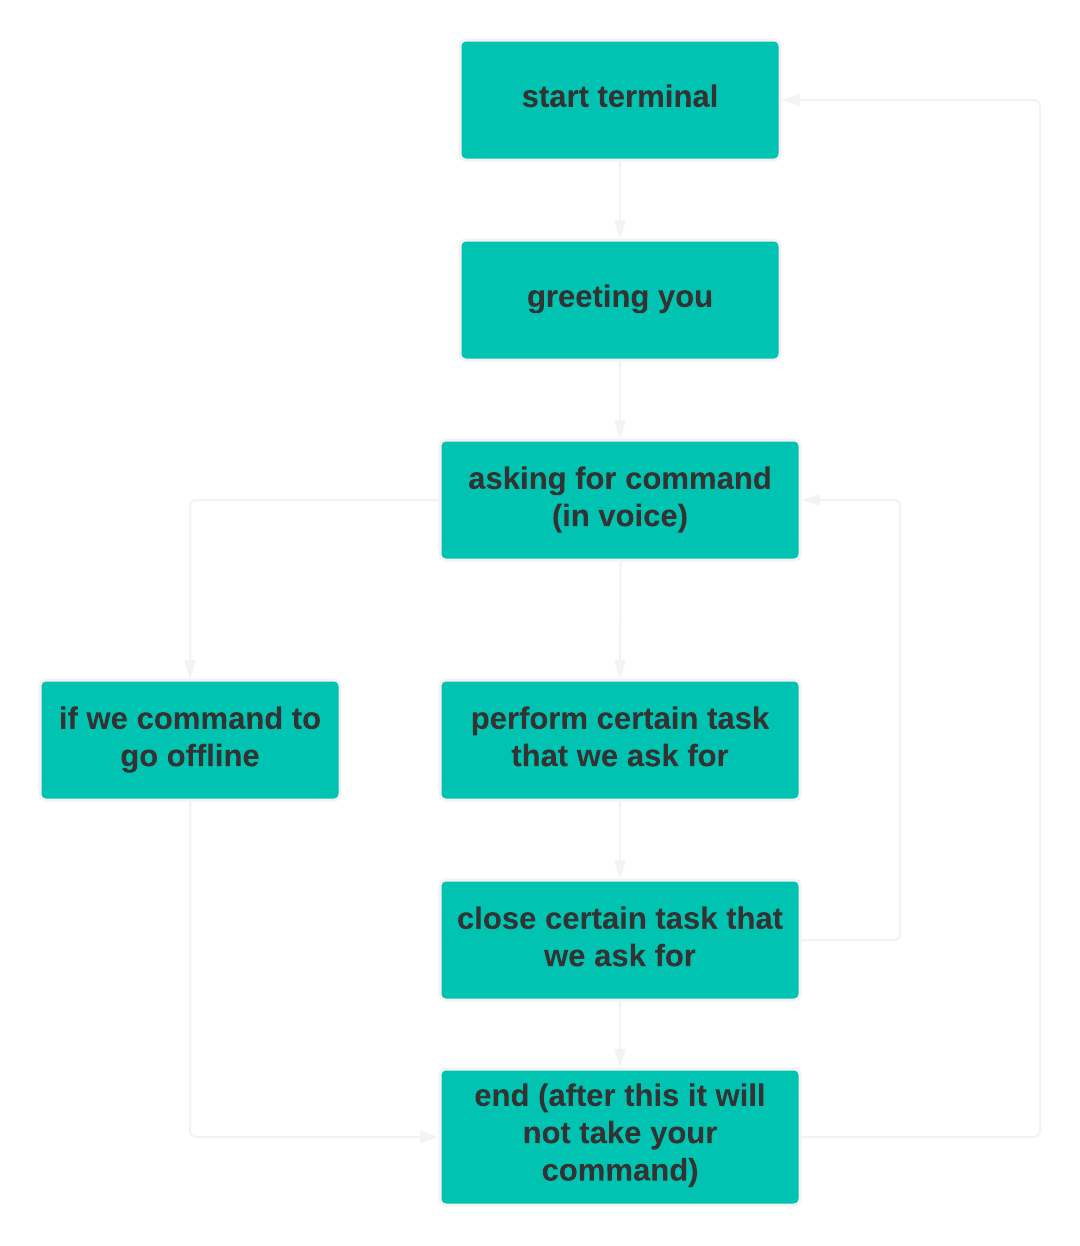 start terminal
greeting you
asking for command
(in voice)
if we command to
go offline
perform certain task
that we ask for
close certain task that
we ask for
end (after this it will
not take your
command)